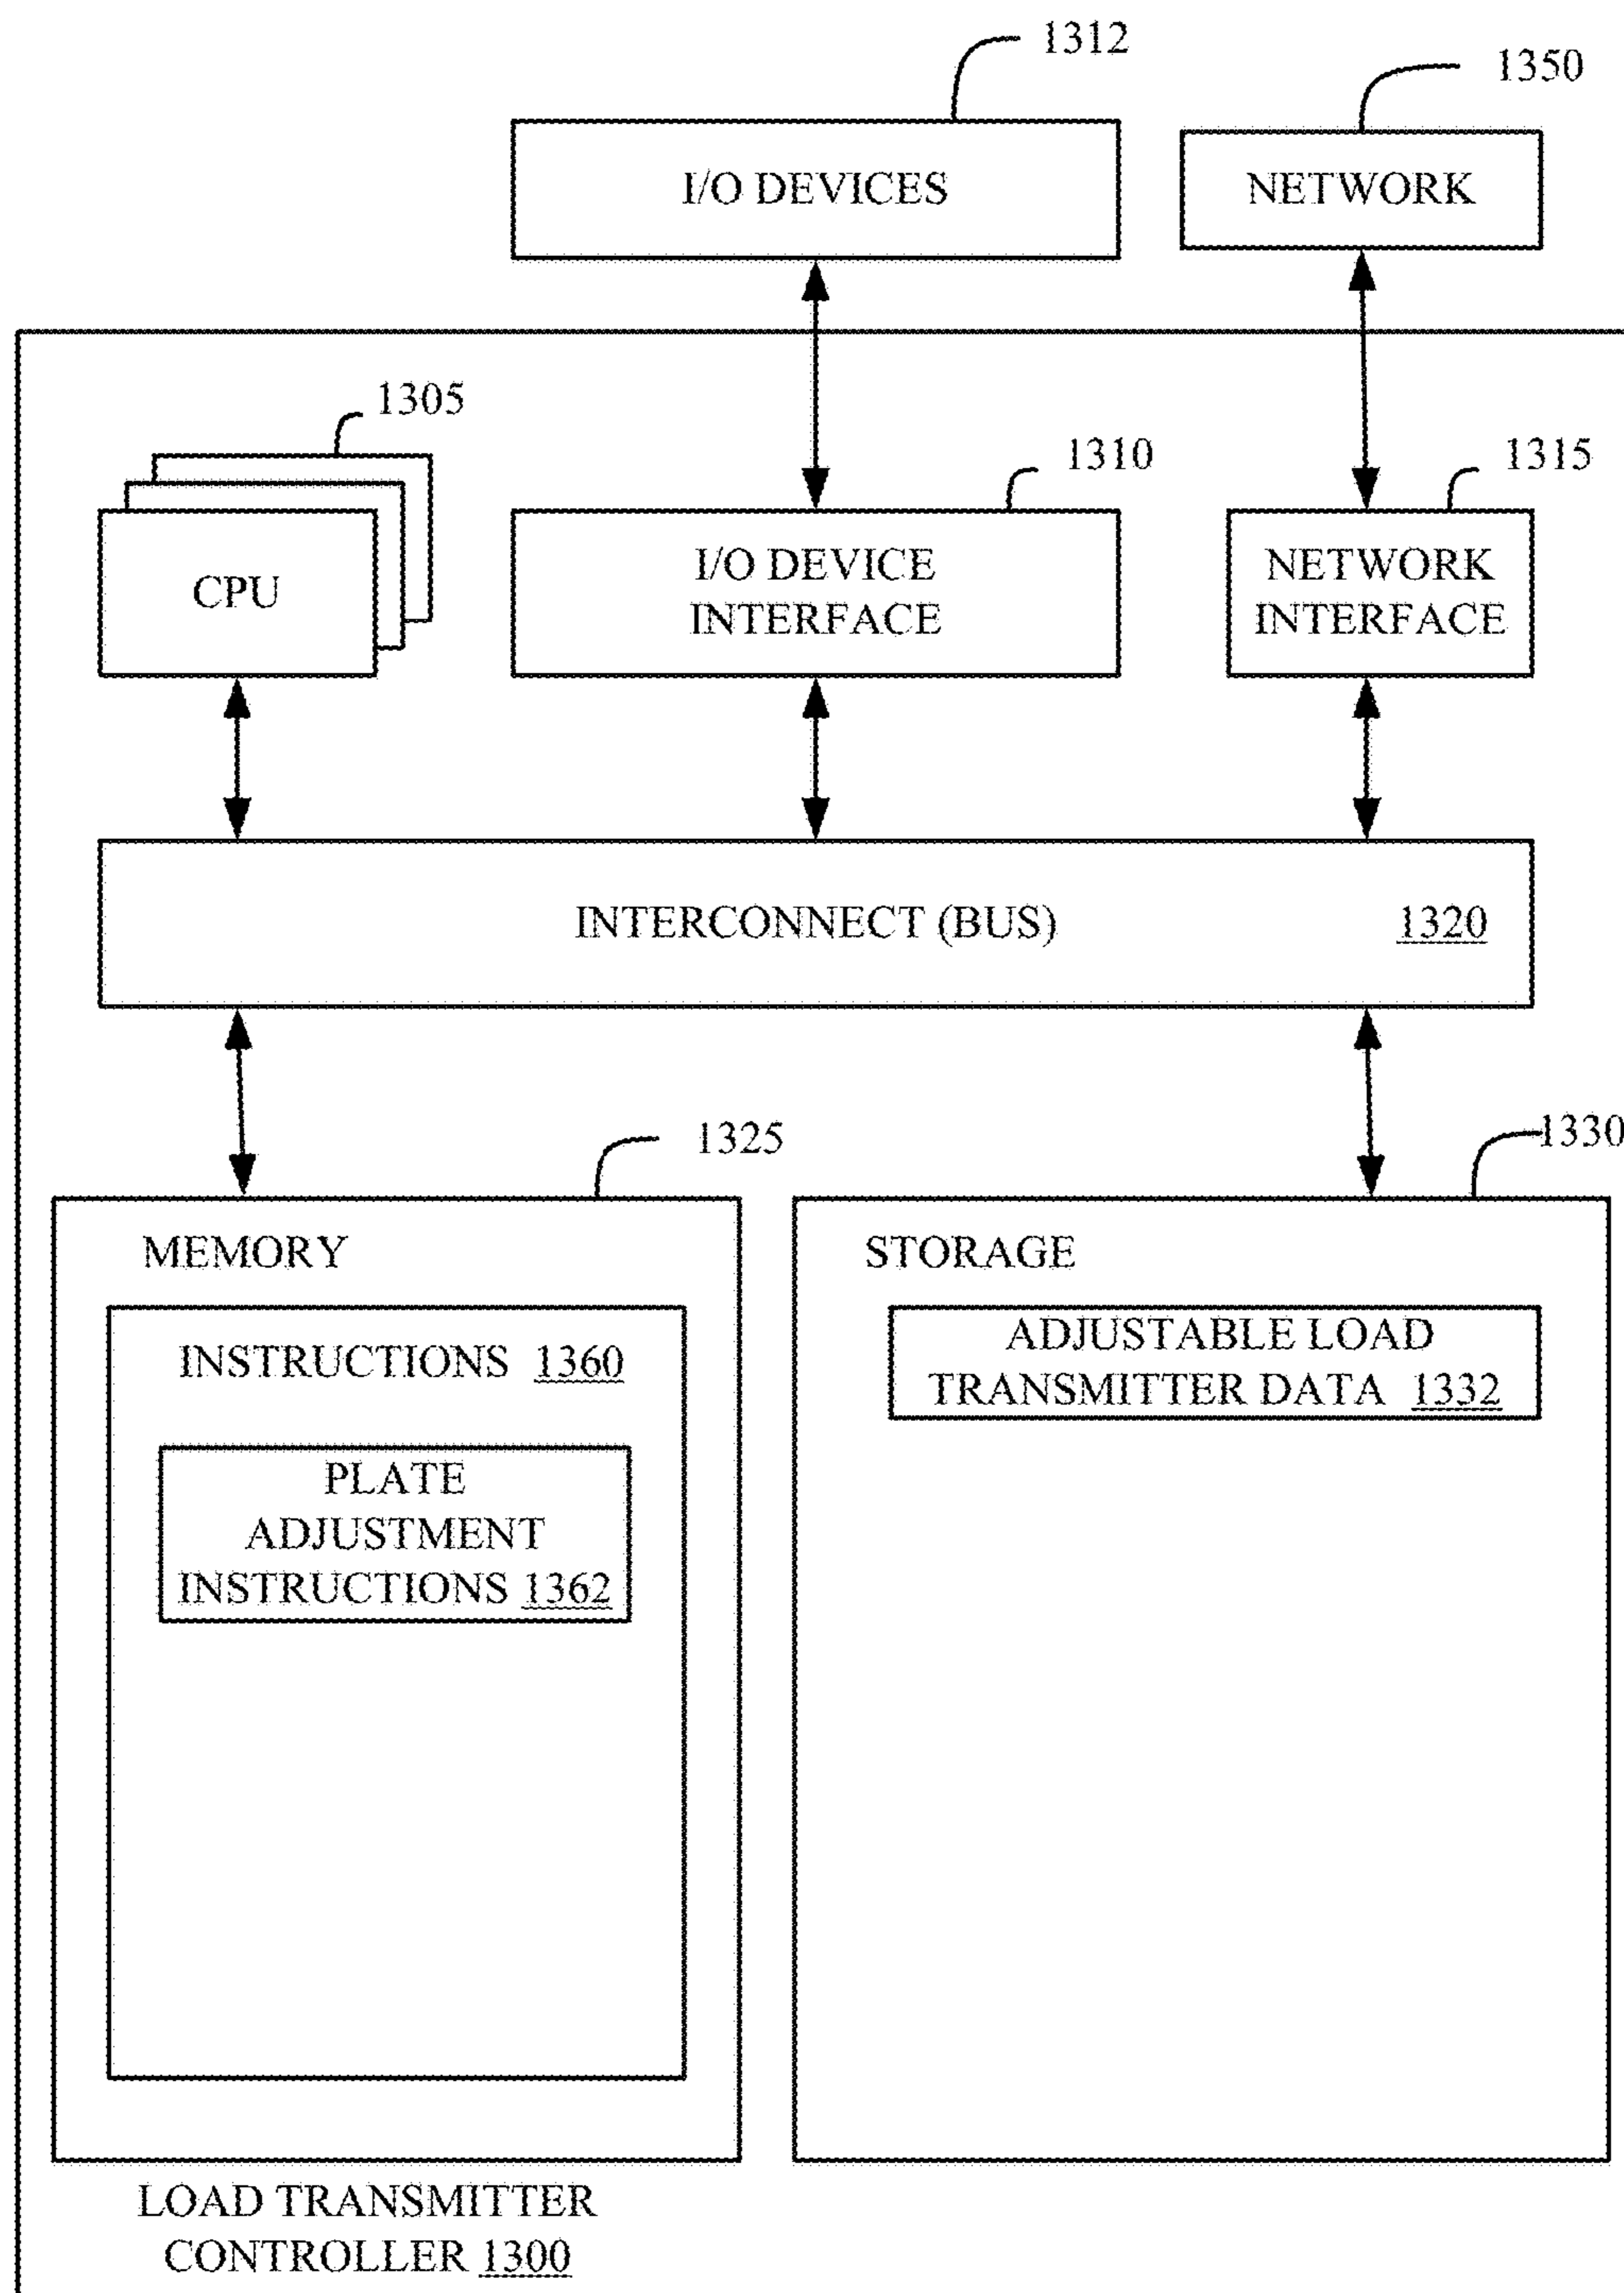 1312
1350
I/O DEVICES
NETWORK
1305
1310
1315
CPU
I/O DEVICE
INTERFACE
NETWORK
INTERFACE
INTERCONNECT (BUS) 1320
1325
1330
MEMORY
INSTRUCTIONS 1360
PLATE
ADJUSTMENT
INSTRUCTIONS 1362
STORAGE
ADJUSTABLE LOAD
TRANSMITTER DATA 1332
LOAD TRANSMITTER
CONTROLLER 1300